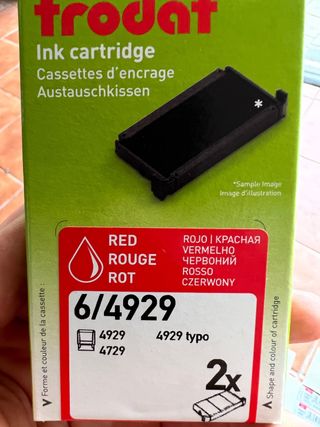 trodat
Ink cartridge
Cassettes d'encrage
Austauschkissen
*
*Sample Image
Image d'illustration
RED
ROUGE
ROT
ROJO | КРАСНАЯ
VERMELHO
ЧЕРВОНИЙ
ROSSO
CZERWONY
6/4929
4929
4929 typo
4729
2x
Forme et couleur de la cassette :
Shape and colour of cartridge